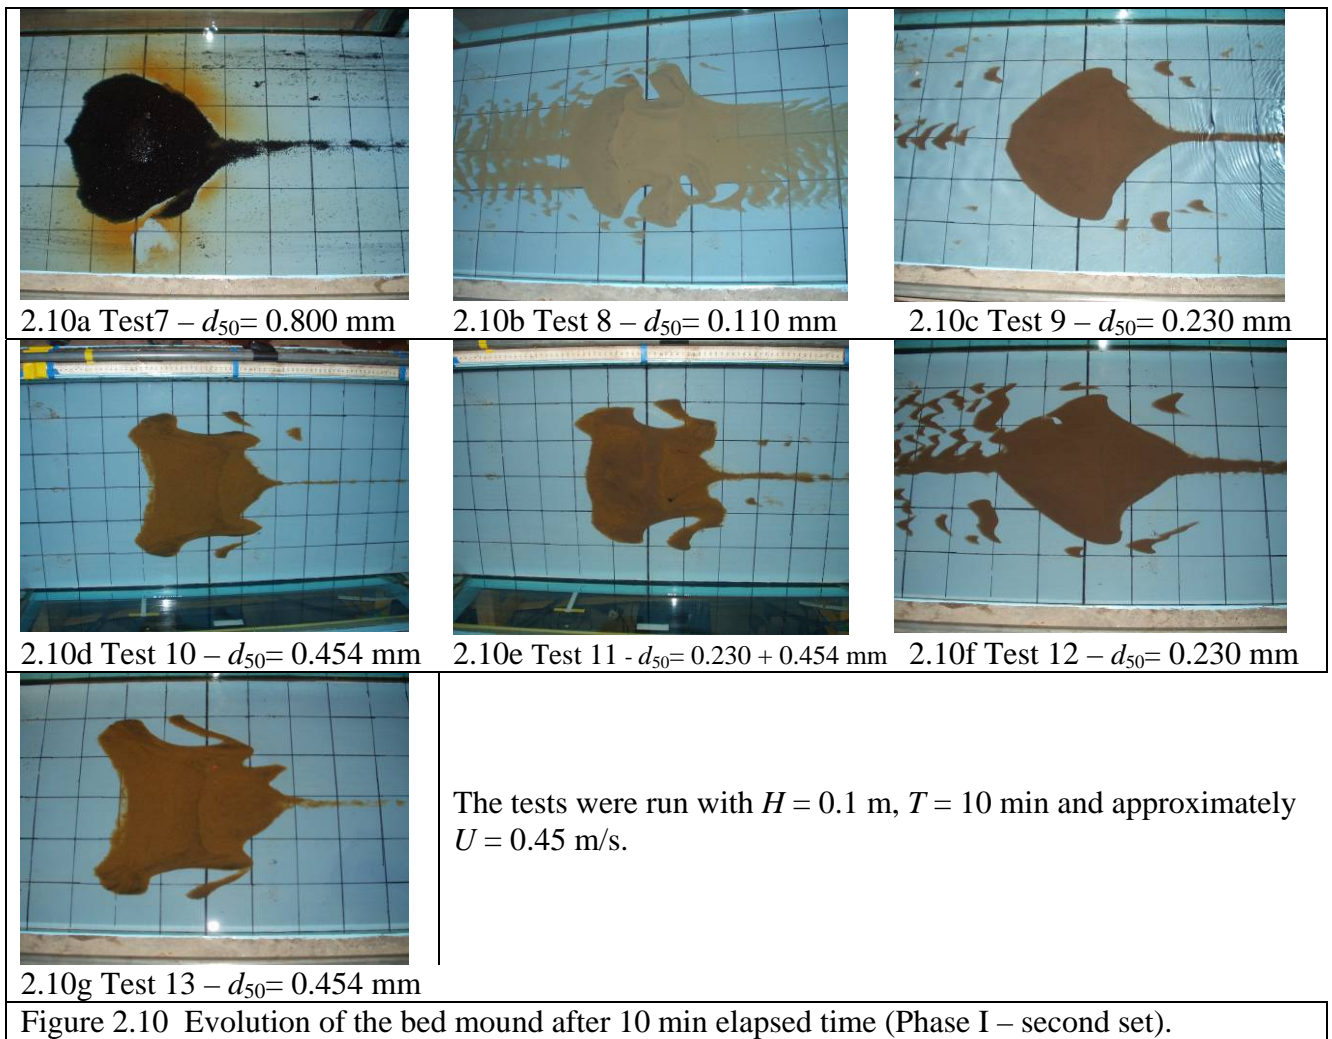 2.10a Test7 – d50= 0.800 mm
2.10b Test 8 – d50= 0.110 mm
2.10c Test 9 – d50= 0.230 mm
2.10d Test 10 – d50= 0.454 mm
2.10e Test 11 - d50= 0.230 + 0.454 mm
2.10f Test 12 – d50= 0.230 mm
The tests were run with H = 0.1 m, T = 10 min and approximately
U = 0.45 m/s.
2.10g Test 13 – d50= 0.454 mm
Figure 2.10 Evolution of the bed mound after 10 min elapsed time (Phase I – second set).